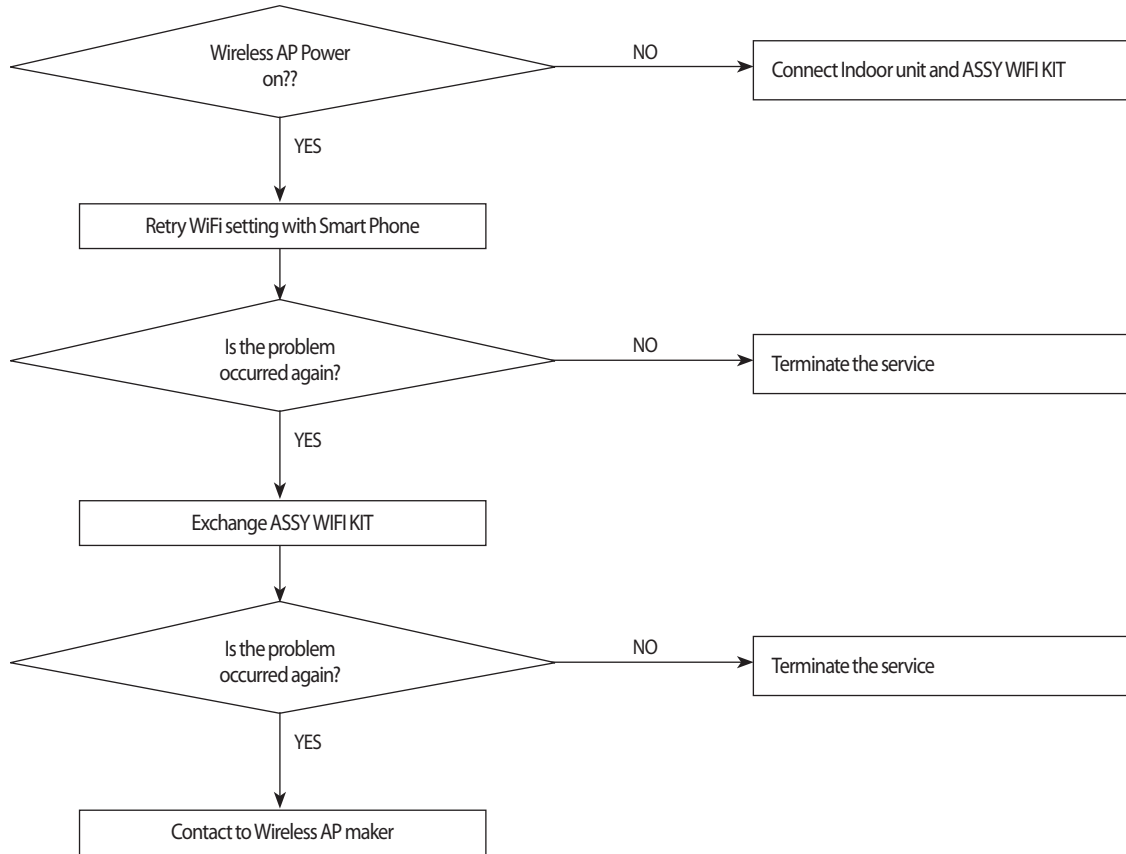 Wireless AP Power
on??
NO
Connect Indoor unit and ASSY WIFI KIT
YES
Retry WiFi setting with Smart Phone
Is the problem
occurred again?
NO
Terminate the service
YES
Exchange ASSY WIFI KIT
Is the problem
occurred again?
NO
Terminate the service
YES
Contact to Wireless AP maker